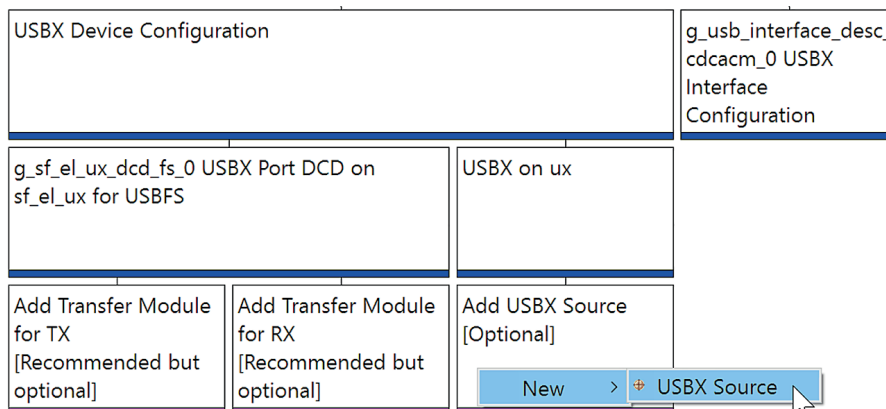 USBX Device Configuration
g_usb_interface_desc_
cdcacm_0 USBX
Interface
Configuration
g_sf_el_ux_dcd_fs_0 USBX Port DCD on
sf_el_ux for USBFS
USBX on ux
Add Transfer Module
for TX
[Recommended but
optional]
Add Transfer Module
for RX
[Recommended but
optional]
Add USBX Source
[Optional]
New
USBX Source